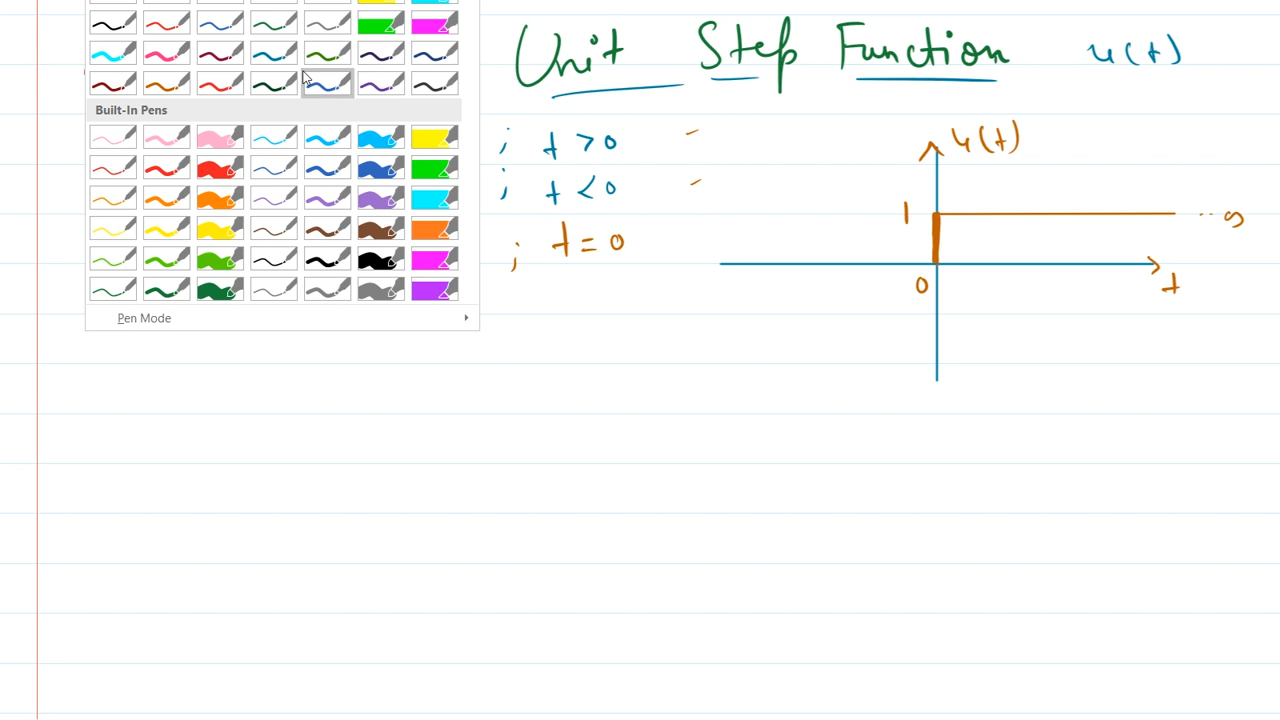 Unit Step Function u(t)
Built-In Pens
; t > 0
; t < 0
; t = 0
u(t)
1
0
t
Pen Mode